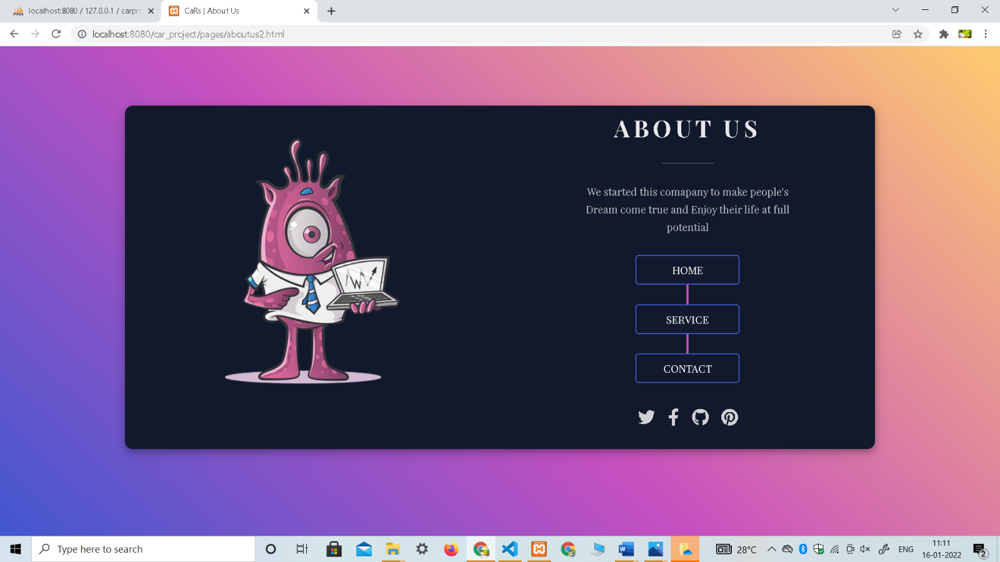 localhost:8080 / 127.0.0.1 / carpro
CaRs | About Us
localhost:8080/car_project/pages/aboutus2.html
ABOUT US
We started this comapany to make people's
Dream come true and Enjoy their life at full
potential
HOME
SERVICE
CONTACT
Type here to search
28°C
ENG
11:11
16-01-2022
2